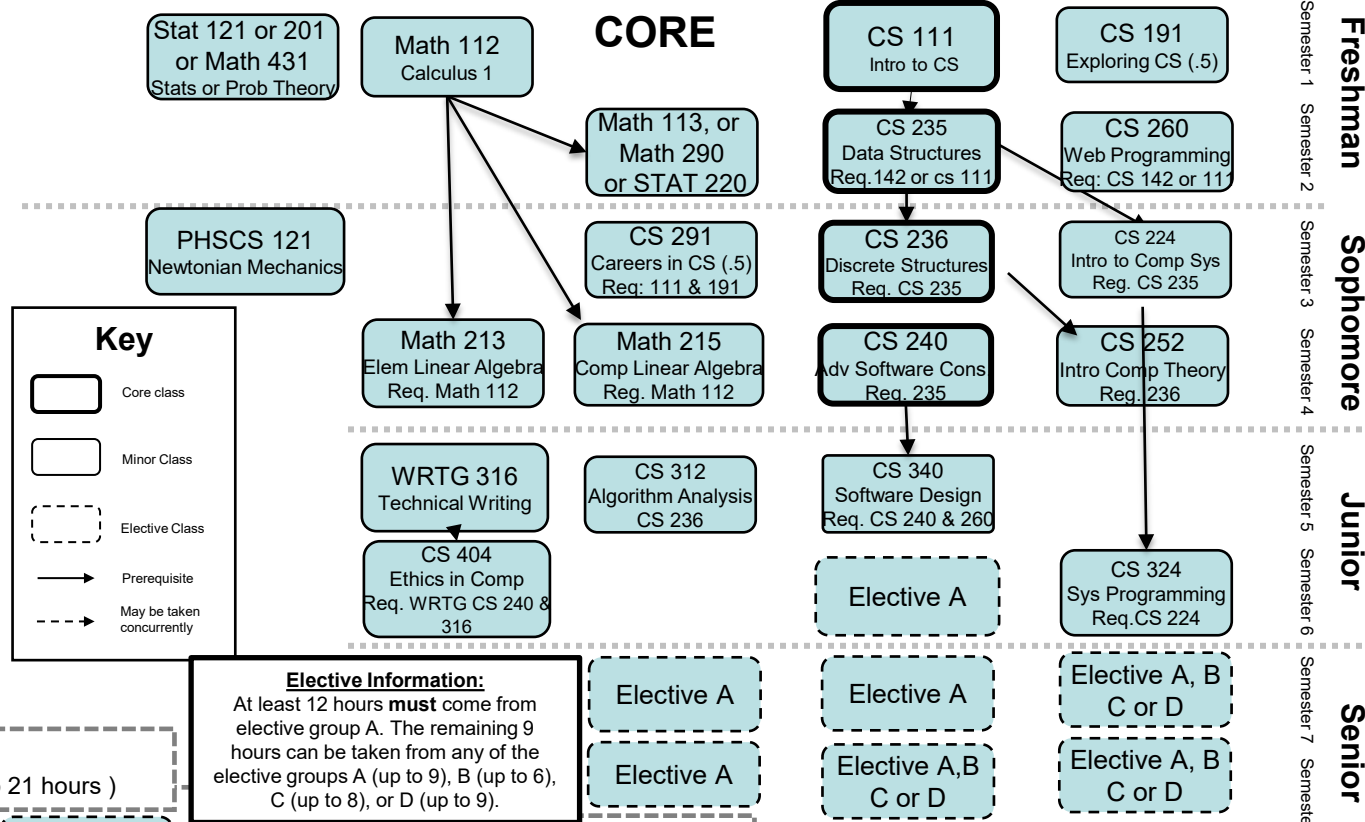 CORE
Stat 121 or 201
or Math 431
Stats or Prob Theory
Math 112
Calculus 1
CS 111
Intro to CS
CS 191
Exploring CS (.5)
Semester 1
Freshman
Math 113, or
Math 290
or STAT 220
CS 235
Data Structures
Req.142 or cs 111
CS 260
Web Programming
Req: CS 142 or 111
Semester 2
PHSCS 121
Newtonian Mechanics
CS 291
Careers in CS (.5)
Req: 111 & 191
CS 236
Discrete Structures
Req. CS 235
CS 224
Intro to Comp Sys
Reg. CS 235
Semester 3
Sophomore
Math 213
Elem Linear Algebra
Req. Math 112
Math 215
Comp Linear Algebra
Reg. Math 112
CS 240
Adv Software Cons.
Reg. 235
CS 252
Intro Comp Theory
Reg. 236
Semester 4
Key
Core class
Minor Class
Elective Class
Prerequisite
May be taken
concurrently
WRTG 316
Technical Writing
CS 312
Algorithm Analysis
CS 236
CS 340
Software Design
Req. CS 240 & 260
Semester 5
Junior
CS 404
Ethics in Comp
Req. WRTG CS 240 &
316
Elective A
CS 324
Sys Programming
Req.CS 224
Semester 6
Elective Information:
At least 12 hours must come from
elective group A. The remaining 9
hours can be taken from any of the
elective groups A (up to 9), B (up to 6),
C (up to 8), or D (up to 9).
Elective A
Elective A
Elective A, B
C or D
Semester 7
Senior
21 hours )
Elective A
Elective A,B
C or D
Elective A, B
C or D